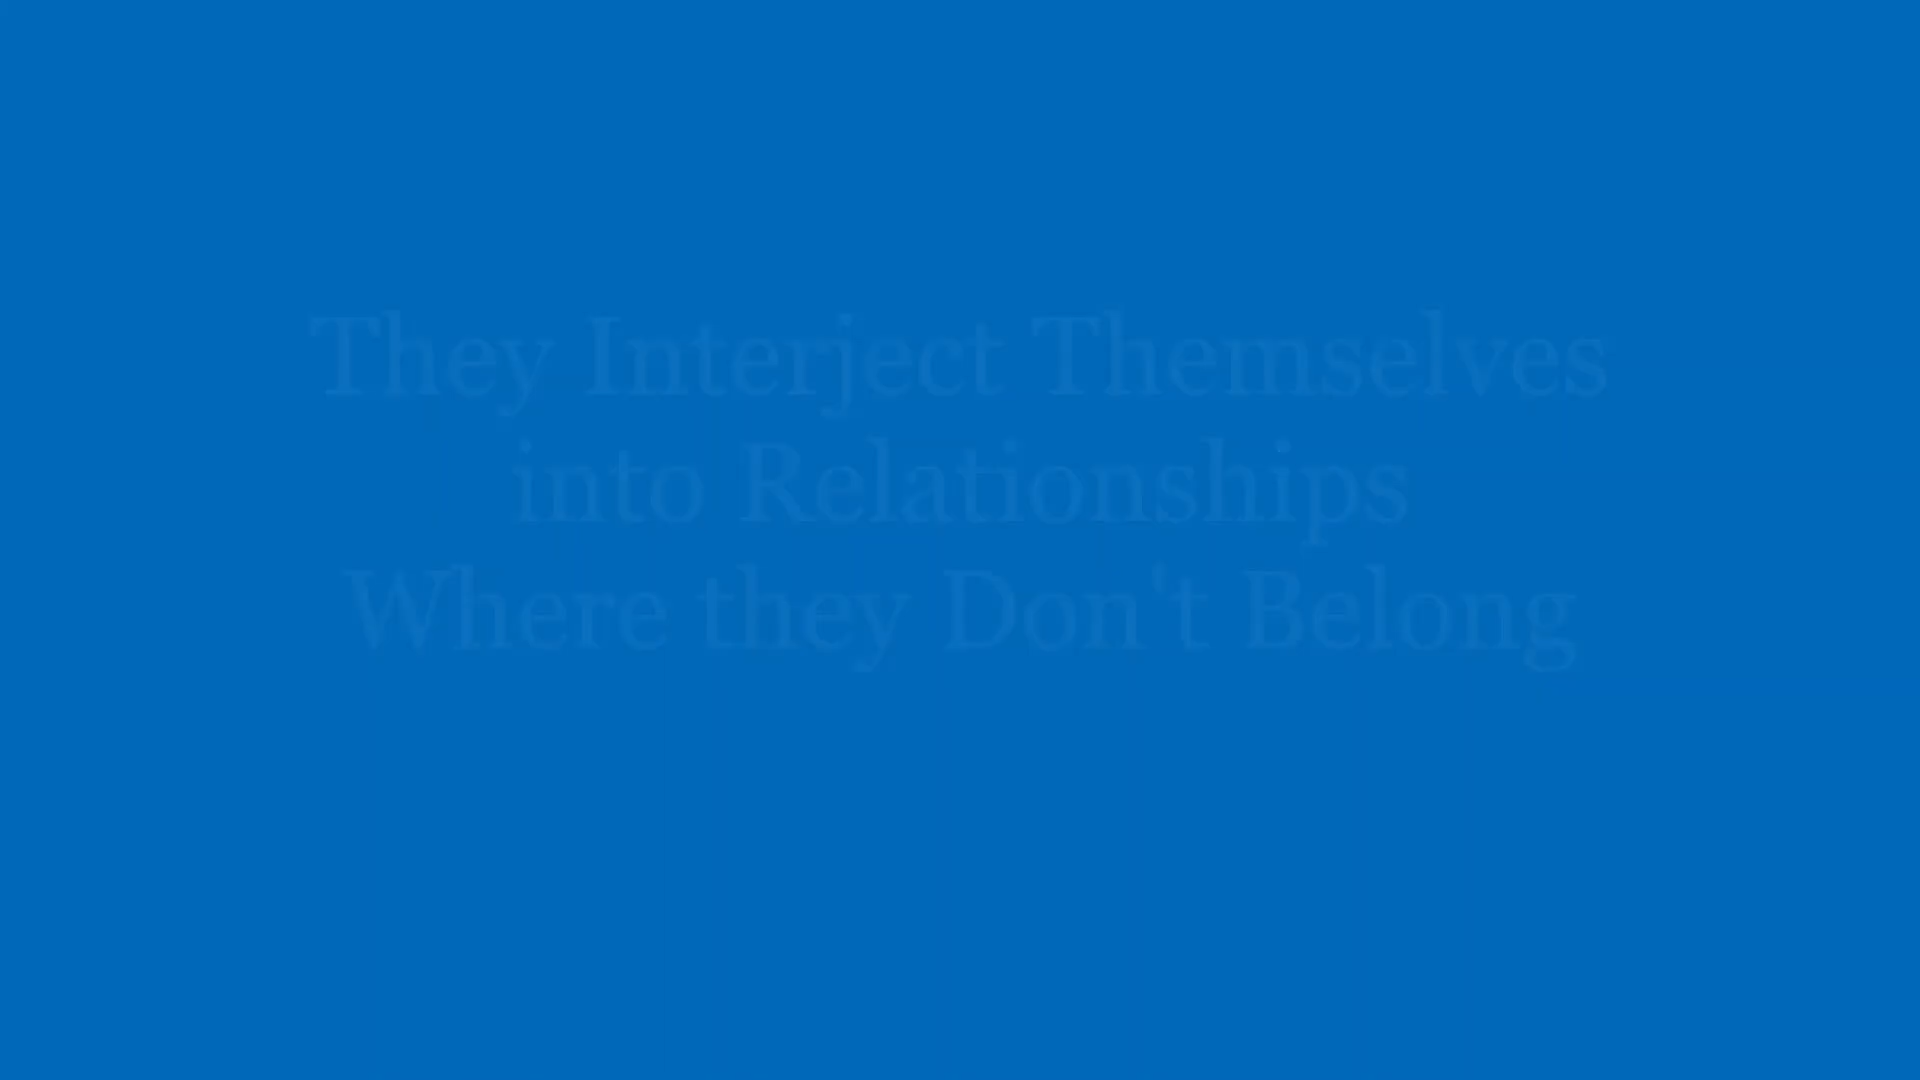 They Interject Themselves
into Relationships
Where they Don't Belong